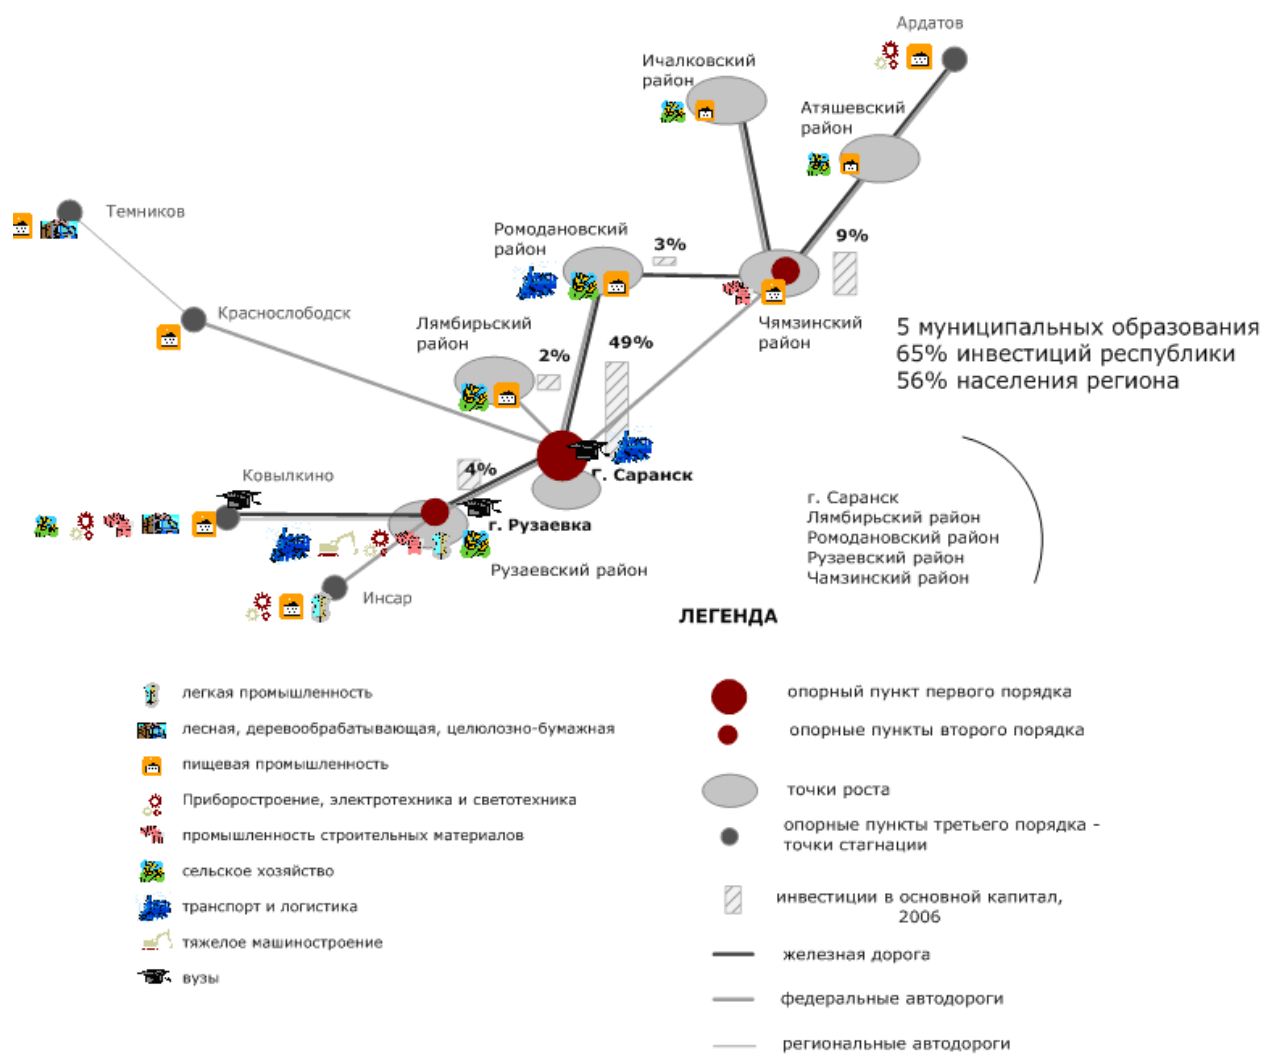 Ардатов
Ичалковский
район
Атяшевский
район
Темников
Ромодановский
район
3%
9%
Краснослободск
Лямбирьский
район
2%
49%
Чямзинский
район
5 муниципальных образования
65% инвестиций республики
56% населения региона
Ковылкино
4%
Г. Саранск
г. Рузаевка
Рузаевский район
Инсар
г. Саранск
Лямбирьский район
Ромодановский район
Рузаевский район
Чамзинский район
ЛЕГЕНДА
легкая промышленность
лесная, деревообрабатывающая, целюлозно-бумажная
пищевая промышленность
Приборостроение, электротехника и светотехника
промышленность строительных материалов
сельское хозяйство
транспорт и логистика
тяжелое машиностроение
вузы
опорный пункт первого порядка
опорные пункты второго порядка
точки роста
опорные пункты третьего порядка -
точки стагнации
инвестиции в основной капитал,
2006
железная дорога
федеральные автодороги
региональные автодороги